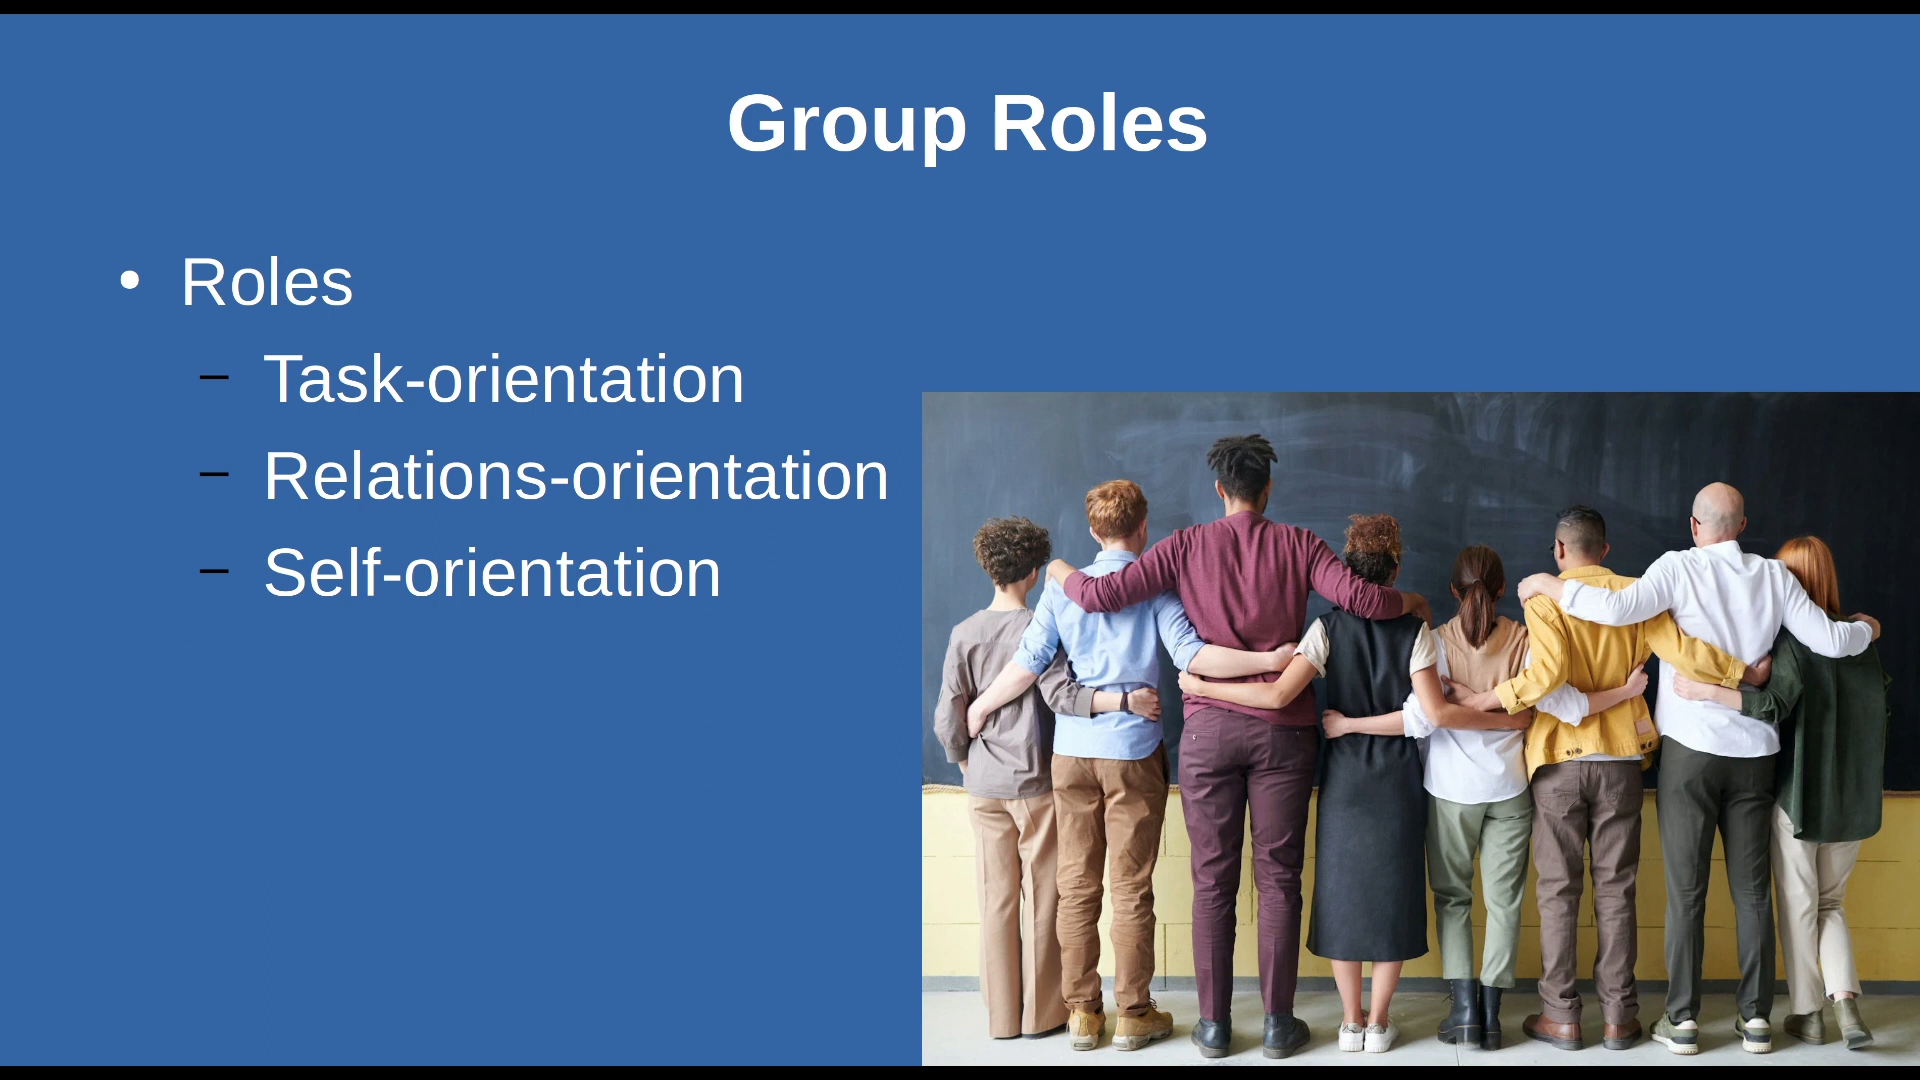 Group Roles
• Roles
– Task-orientation
– Relations-orientation
– Self-orientation